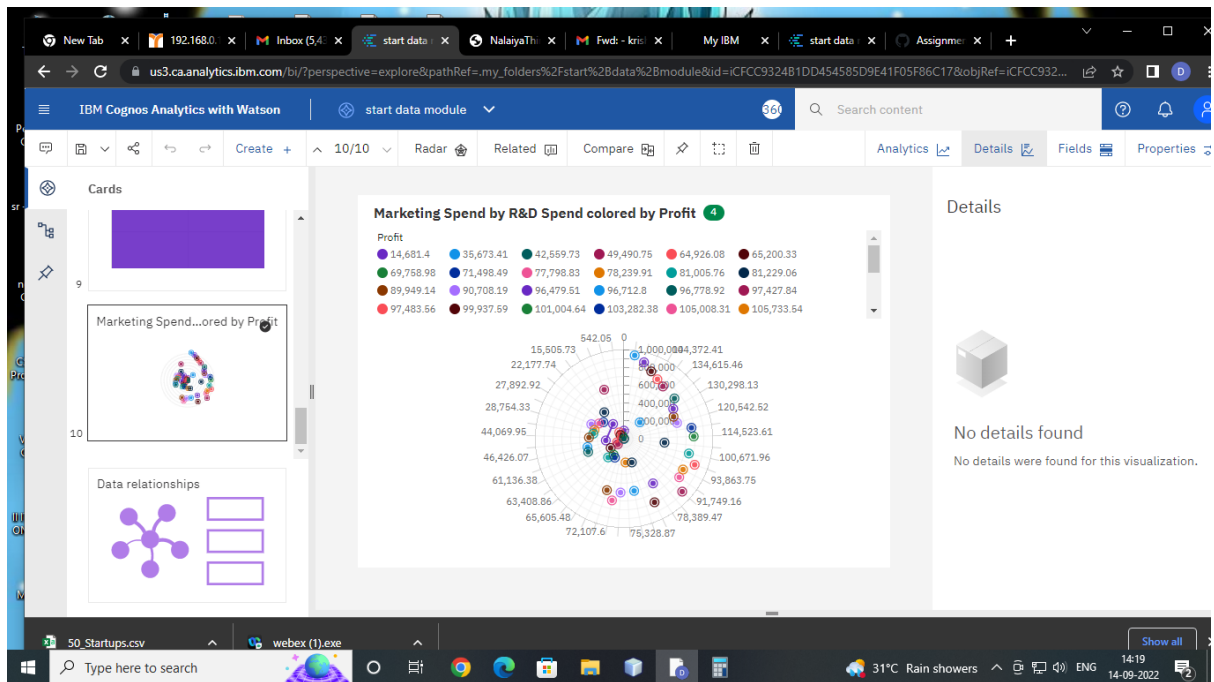 New Tab
192.168.0.
Inbox (5,43
start data r
NalaiyaThi
Fwd: - krisl
My IBM
start data
Assignmer
us3.ca.analytics.ibm.com/bi/?perspective=explore&pathRef=.my_folders%2Fstart%2Bdata%2Bmodule&id=iCFCC9324B1DD454585D9E41F05F86C17&objRef=iCFCC932...
D
IBM Cognos Analytics with Watson
start data module
360
Search content
10/10
Create +
Radar
Related
Compare
Analytics
Details
Fields
Properties
Cards
9
Marketing Spend...ored by Profit
10
Data relationships
Marketing Spend by R&D Spend colored by Profit 4
Profit
14,681.4 35,673.41 42,559.73 49,490.75 64,926.08 65,200.33
69,758.98 71,498.49 77,798.83 78,239.91 81,005.76 81,229.06
89,949.14 90,708.19 96,479.51 96,712.8 96,778.92 97,427.84
97,483.56 99,937.59 101,004.64 103,282.38 105,008.31 105,733.54
542.05 0
15,505.73 1,000,000 144,372.41
22,177.74 134,615.46
27,892.92 600,000 130,298.13
28,754.33 400,000 120,542.52
44,069.95 114,523.61
0
46,426.07 100,671.96
61,136.38 93,863.75
63,408.86 91,749.16
65,605.48 78,389.47
72,107.6 75,328.87
Details
No details found
No details were found for this visualization.
50_Startups.csv
webex (1).exe
Show all
Type here to search
31°C Rain showers
ENG
14:19
14-09-2022
2